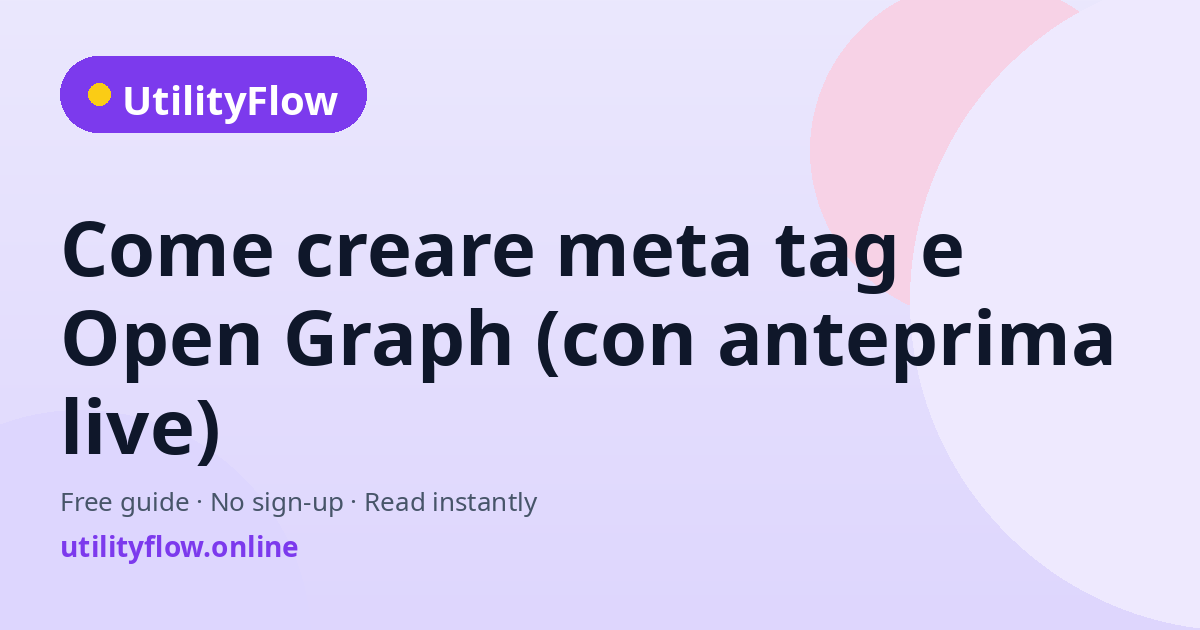 UtilityFlow
Come creare meta tag e
Open Graph (con anteprima
live)
Free guide · No sign-up · Read instantly
utilityflow.online